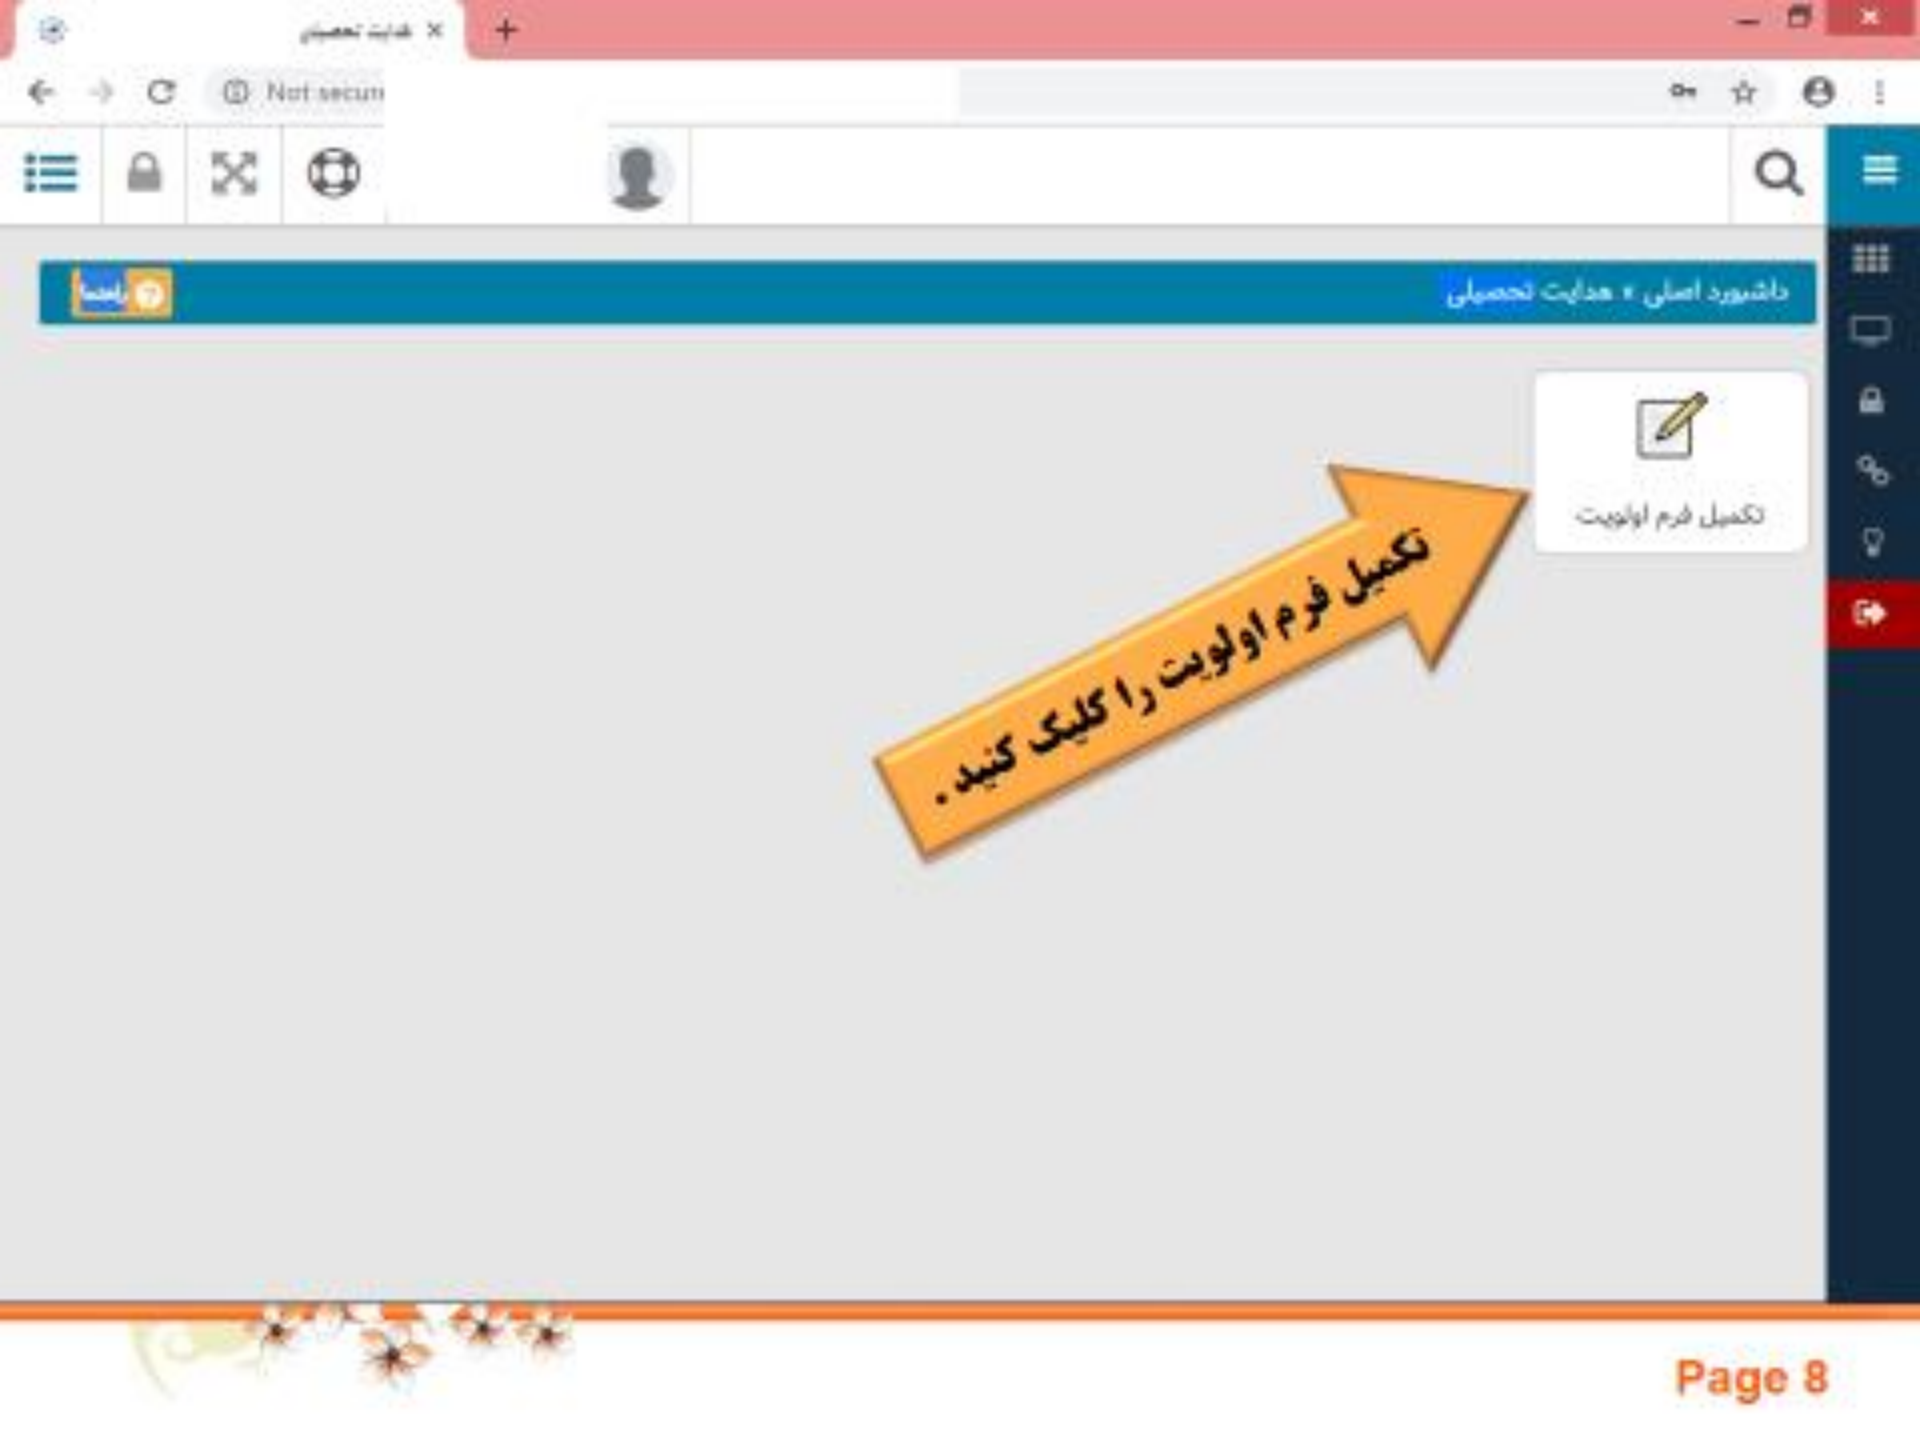 هدایت تحصیلی
Not secure
داشبورد اصلی » هدایت تحصیلی
راهنما
تکمیل فرم اولویت
تکمیل فرم اولویت را کلیک کنید .
Page 8